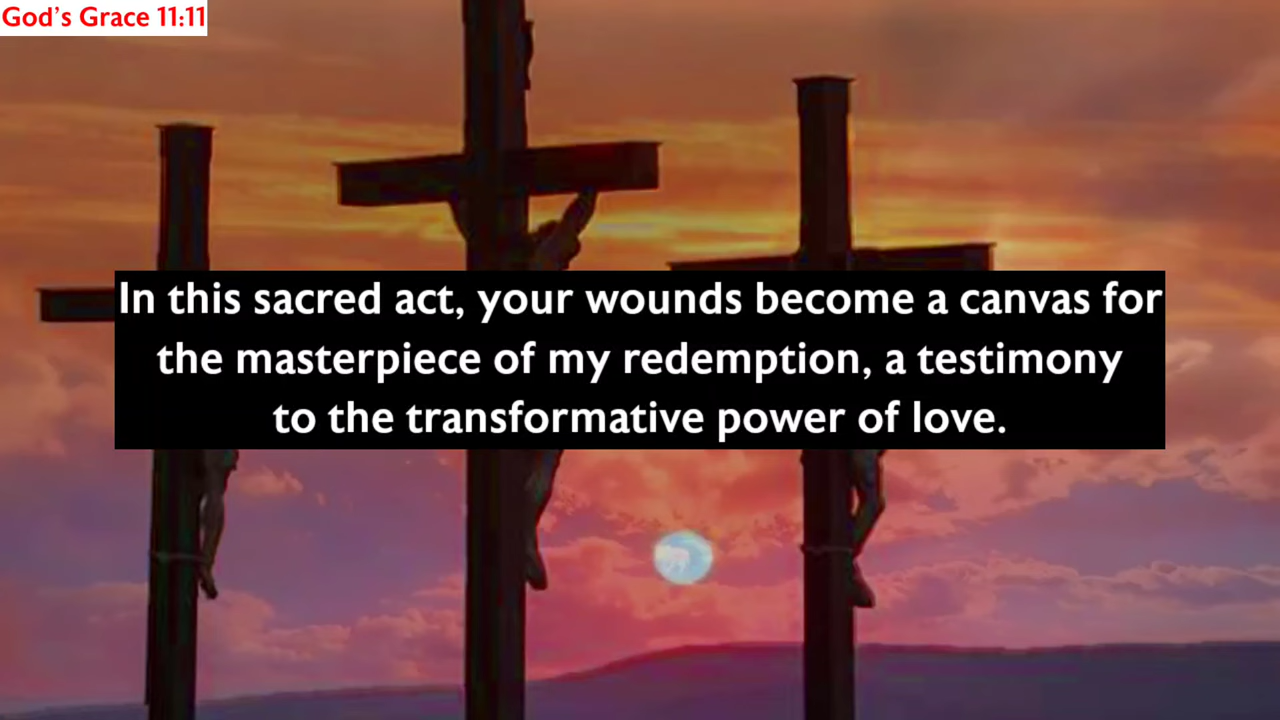 God's Grace 11:11
In this sacred act, your wounds become a canvas for
the masterpiece of my redemption, a testimony
to the transformative power of love.